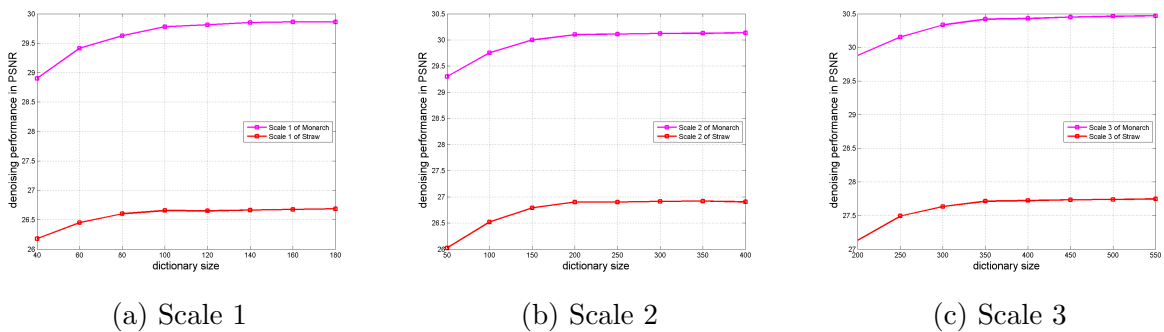 30
29.5
29
28.5
28
27.5
27
26.5
26
denoising performance in PSNR
Scale 1 of Monarch
Scale 1 of Straw
40 60 80 100 120 140 160 180
dictionary size
(a) Scale 1
30.5
30
29.5
29
28.5
28
27.5
27
26.5
26
denoising performance in PSNR
Scale 2 of Monarch
Scale 2 of Straw
50 100 150 200 250 300 350 400
dictionary size
(b) Scale 2
30.5
30
29.5
29
28.5
28
27.5
27
denoising performance in PSNR
Scale 3 of Monarch
Scale 3 of Straw
200 250 300 350 400 450 500 550
dictionary size
(c) Scale 3